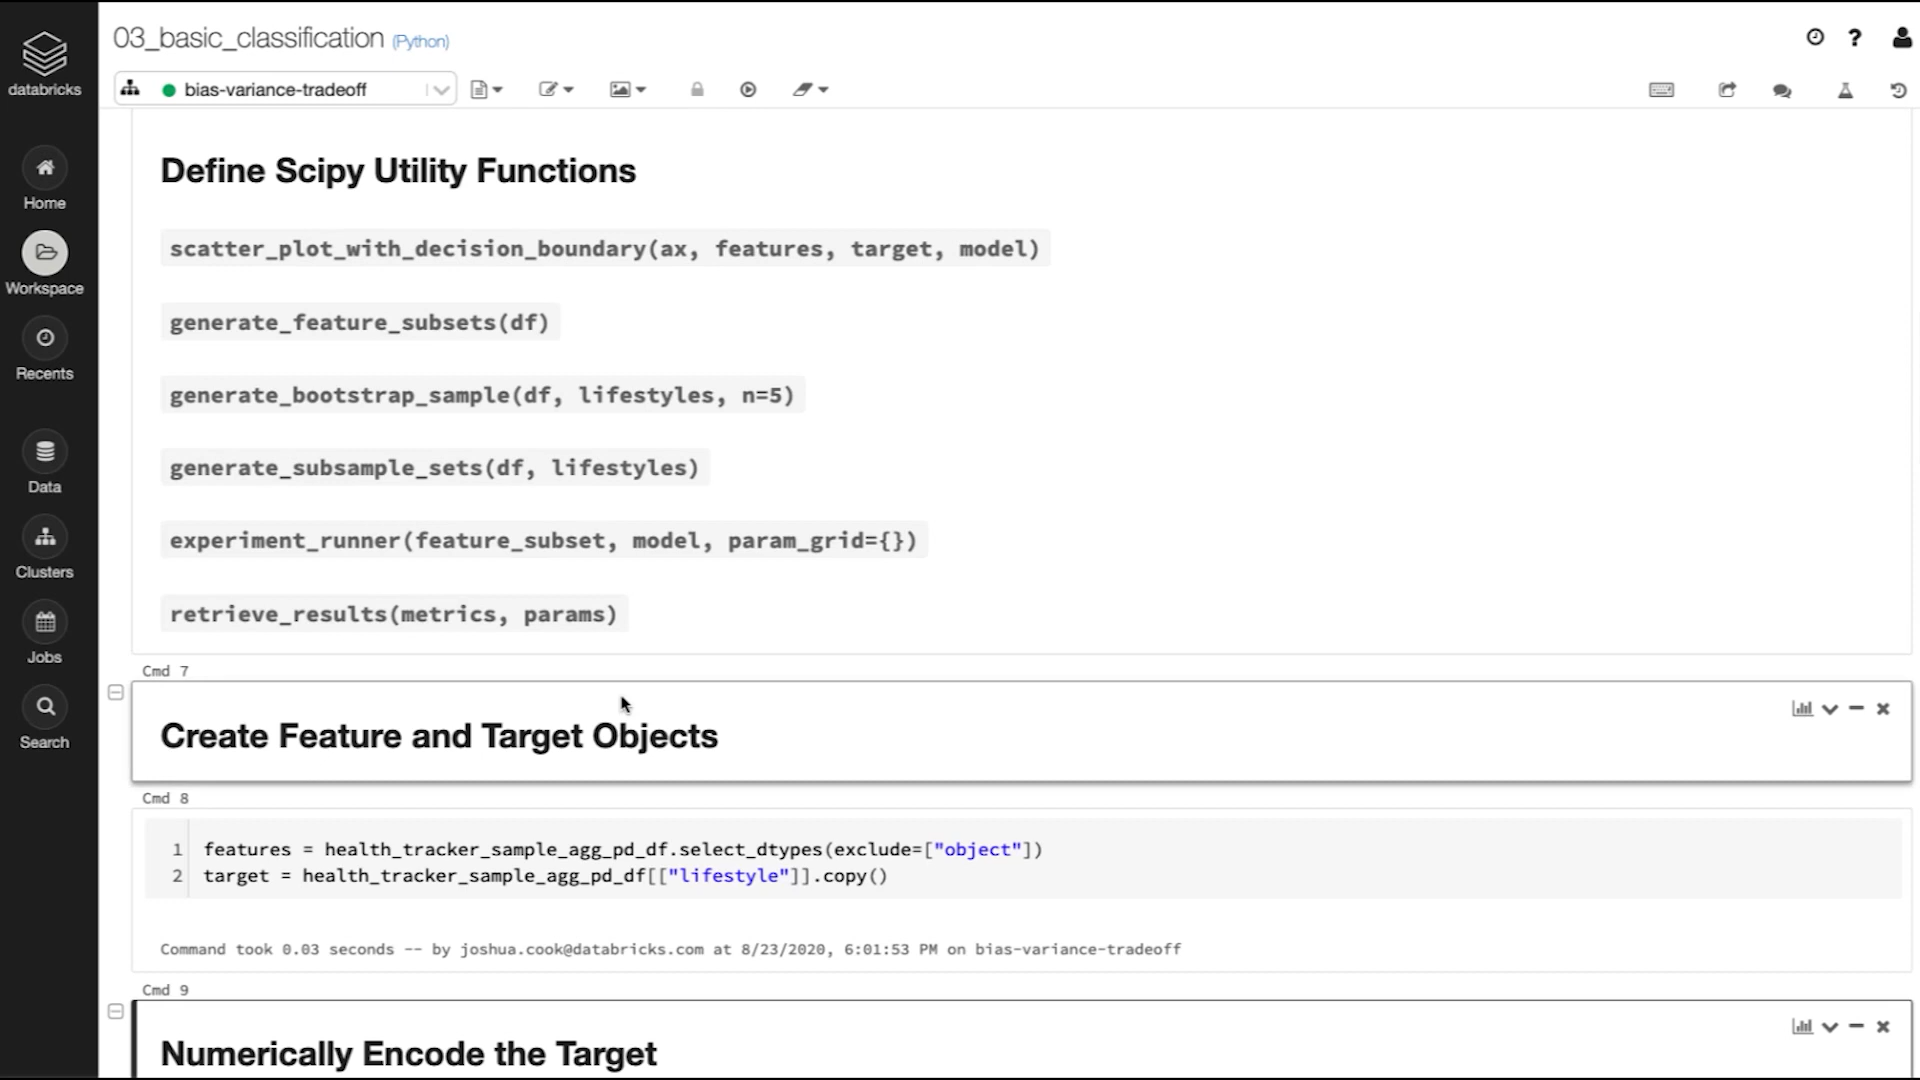 databricks
Home
Workspace
Recents
Data
Clusters
Jobs
Search
03_basic_classification (Python)
bias-variance-tradeoff
Define Scipy Utility Functions
scatter_plot_with_decision_boundary(ax, features, target, model)
generate_feature_subsets(df)
generate_bootstrap_sample(df, lifestyles, n=5)
generate_subsample_sets(df, lifestyles)
experiment_runner(feature_subset, model, param_grid={})
retrieve_results(metrics, params)
Cmd 7
Create Feature and Target Objects
Cmd 8
1 features = health_tracker_sample_agg_pd_df.select_dtypes(exclude=["object"])
2 target = health_tracker_sample_agg_pd_df[["lifestyle"]].copy()
Command took 0.03 seconds -- by joshua.cook@databricks.com at 8/23/2020, 6:01:53 PM on bias-variance-tradeoff
Cmd 9
Numerically Encode the Target